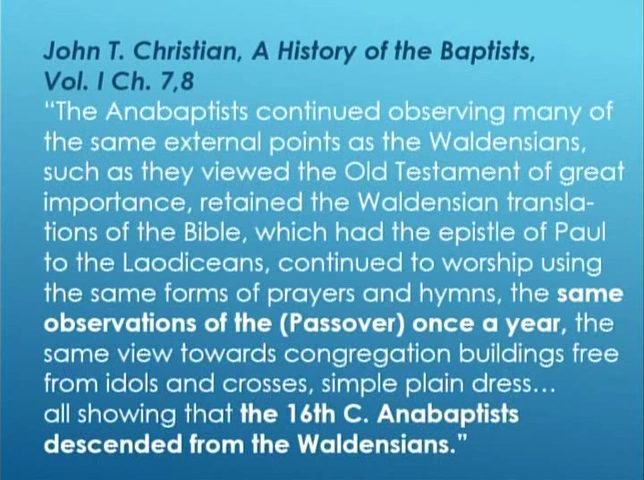 John T. Christian, A History of the Baptists,
Vol. I Ch. 7,8
“The Anabaptists continued observing many of
the same external points as the Waldensians,
such as they viewed the Old Testament of great
importance, retained the Waldensian transla-
tions of the Bible, which had the epistle of Paul
to the Laodiceans, continued to worship using
the same forms of prayers and hymns, the same
observations of the (Passover) once a year, the
same view towards congregation buildings free
from idols and crosses, simple plain dress…
all showing that the 16th C. Anabaptists
descended from the Waldensians.”